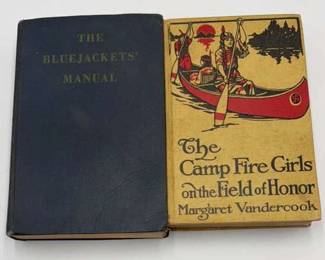 THE
BLUEJACKETS'
MANUAL
The
Camp Fire Girls
on the Field of Honor
Margaret Vandercook